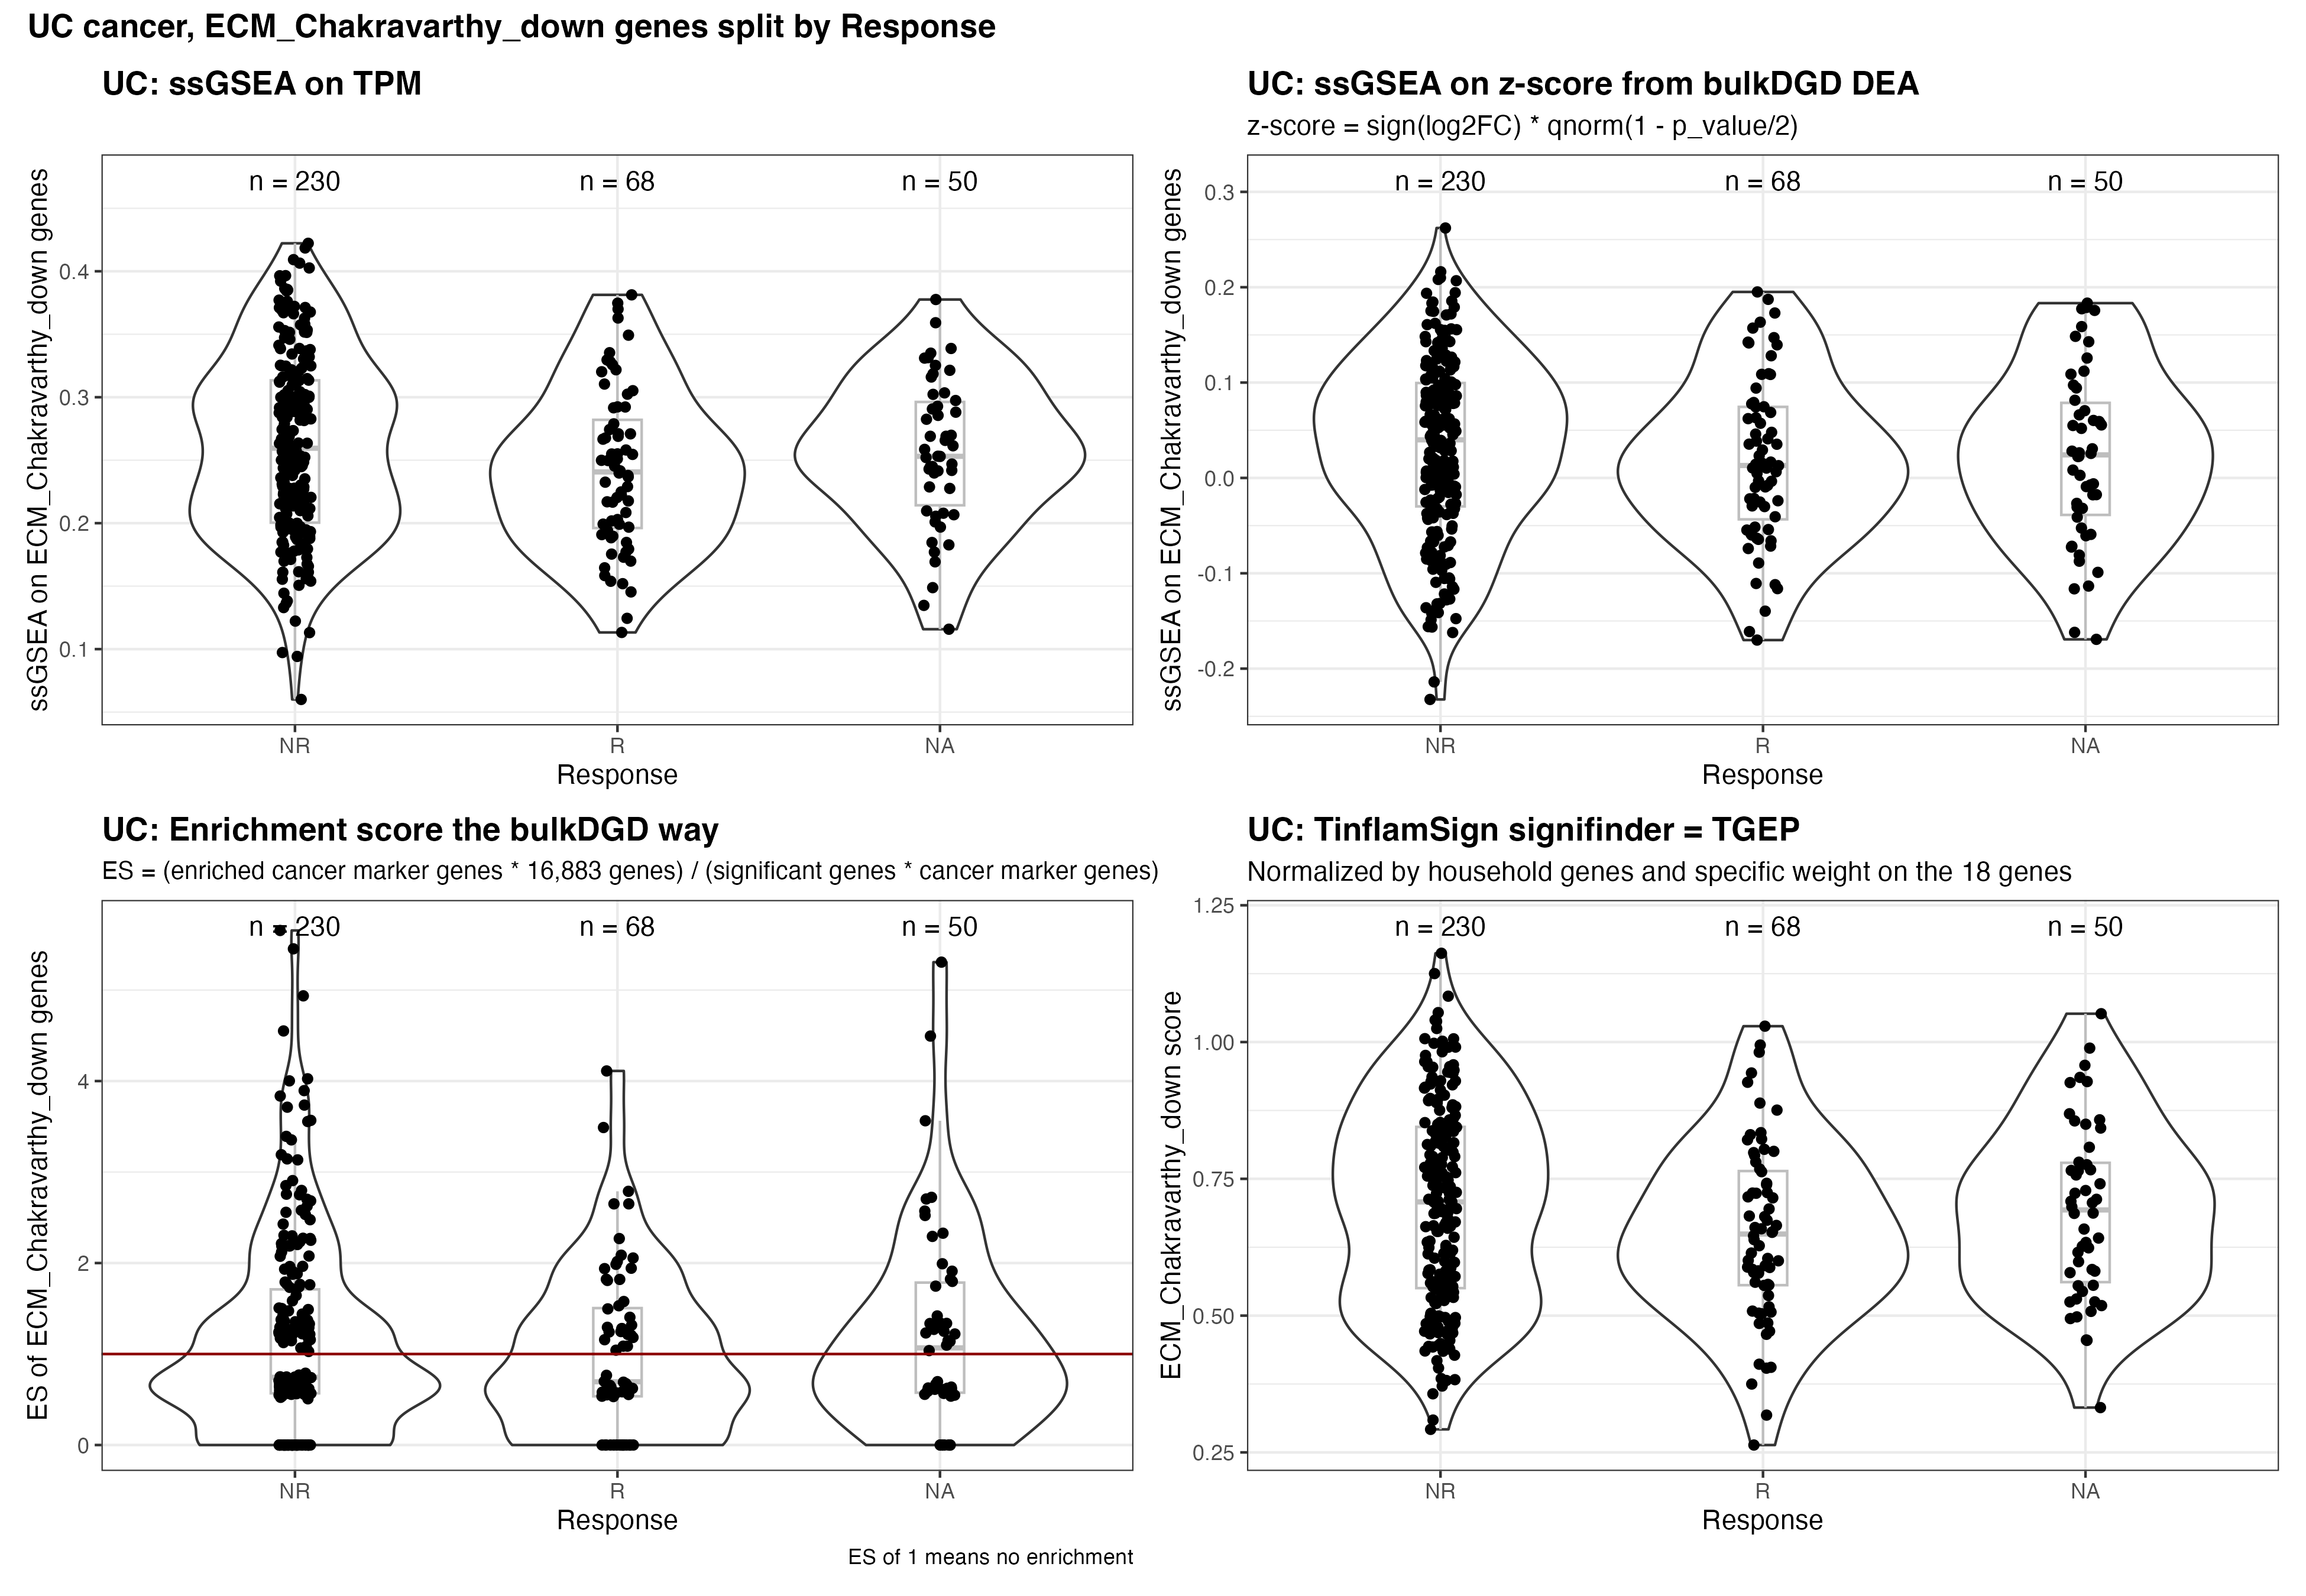 UC cancer, ECM_Chakravarthy_down genes split by Response
UC: ssGSEA on TPM
ssGSEA on ECM_Chakravarthy_down genes
n = 230
n = 68
n = 50
0.4
0.3
0.2
0.1
NR
R
NA
Response
UC: ssGSEA on z-score from bulkDGD DEA
z-score = sign(log2FC) * qnorm(1 - p_value/2)
ssGSEA on ECM_Chakravarthy_down genes
n = 230
n = 68
n = 50
0.3
0.2
0.1
0.0
-0.1
-0.2
NR
R
NA
Response
UC: Enrichment score the bulkDGD way
ES = (enriched cancer marker genes * 16,883 genes) / (significant genes * cancer marker genes)
ES of ECM_Chakravarthy_down genes
n = 230
n = 68
n = 50
4
2
0
NR
R
NA
Response
ES of 1 means no enrichment
UC: TinflamSign signifinder = TGEP
Normalized by household genes and specific weight on the 18 genes
ECM_Chakravarthy_down score
n = 230
n = 68
n = 50
1.25
1.00
0.75
0.50
0.25
NR
R
NA
Response